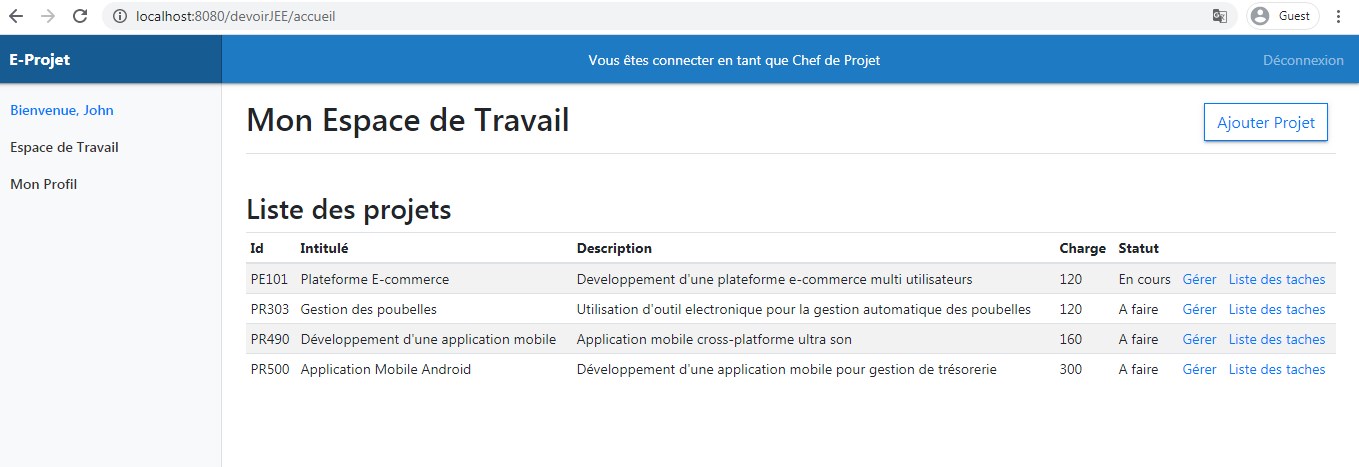 localhost:8080/devoirJEE/accueil
Guest
E-Projet
Vous êtes connecter en tant que Chef de Projet
Déconnexion
Bienvenue, John
Espace de Travail
Mon Profil
Mon Espace de Travail
Ajouter Projet
Liste des projets
Id Intitulé Description Charge Statut
PE101 Plateforme E-commerce Developpement d'une plateforme e-commerce multi utilisateurs 120 En cours Gérer Liste des taches
PR303 Gestion des poubelles Utilisation d'outil electronique pour la gestion automatique des poubelles 120 A faire Gérer Liste des taches
PR490 Développement d'une application mobile Application mobile cross-platforme ultra son 160 A faire Gérer Liste des taches
PR500 Application Mobile Android Développement d'une application mobile pour gestion de trésorerie 300 A faire Gérer Liste des taches